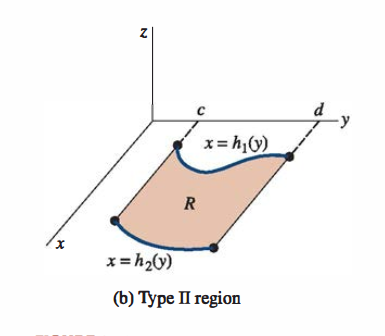 z
c
d
y
x = h₁(y)
R
x
x = h₂(y)
(b) Type II region